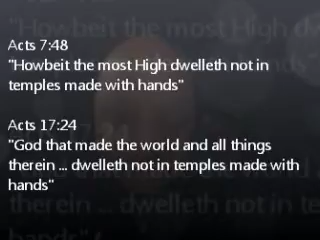 Acts 7:48
"Howbeit the most High dwelleth not in
temples made with hands"
Acts 17:24
"God that made the world and all things
therein ... dwelleth not in temples made with
hands"